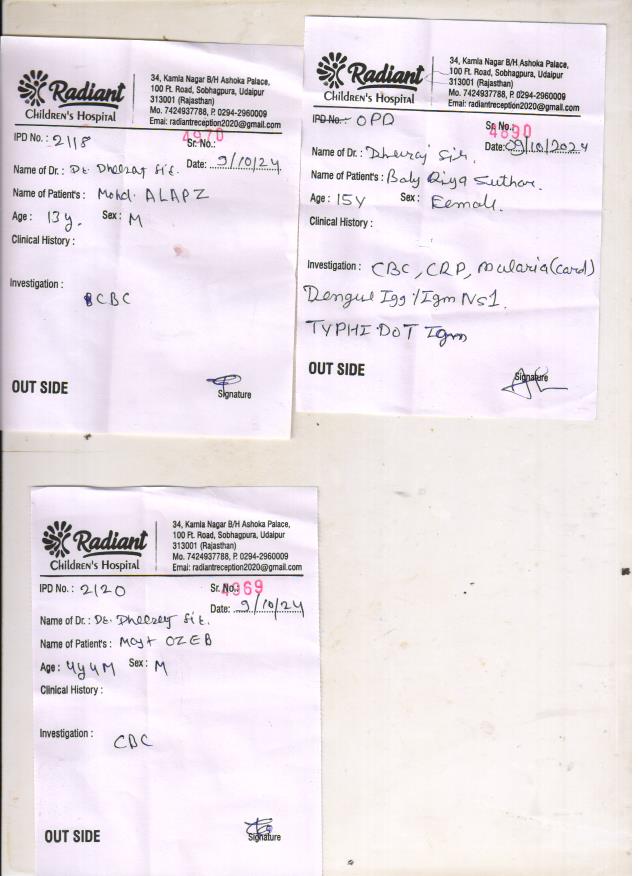 Radiant
Children's Hospital
34, Kamla Nagar B/H Ashoka Palace,
100 Ft. Road, Sobhagpura, Udaipur
313001 (Rajasthan)
Mo. 7424937788, P. 0294-2960009
Emai: radiantreception2020@gmail.com
IPD No. : 2118
Sr. No.: 4970
Date: 9/10/24
Name of Dr. : Dr. Dheeraj Sir.
Name of Patient's : Mohd. ALAPZ
Age : 13 y. Sex : M
Clinical History :
Investigation : CBC
OUT SIDE
Signature
Radiant
Children's Hospital
34, Kamla Nagar B/H Ashoka Palace,
100 Ft. Road, Sobhagpura, Udaipur
313001 (Rajasthan)
Mo. 7424937788, P. 0294-2960009
Emai: radiantreception2020@gmail.com
IPD No. : OPD
Sr. No.: 4890
Date: 09/10/2024
Name of Dr. : Dheeraj Sir.
Name of Patient's : Baby Riya Suthar.
Age : 15 Y Sex : Female.
Clinical History :
Investigation : CBC, CRP, Malaria (Card)
Dengue Igg/Igm Ns1.
TYPHI DOT Igm
OUT SIDE
Signature
Radiant
Children's Hospital
34, Kamla Nagar B/H Ashoka Palace,
100 Ft. Road, Sobhagpura, Udaipur
313001 (Rajasthan)
Mo. 7424937788, P. 0294-2960009
Emai: radiantreception2020@gmail.com
IPD No. : 2120
Sr. No.: 4969
Date: 9/10/24
Name of Dr. : Dr. Dheeraj Sir.
Name of Patient's : OZEB
Age : 4y4M Sex : M
Clinical History :
Investigation : CBC
OUT SIDE
Signature